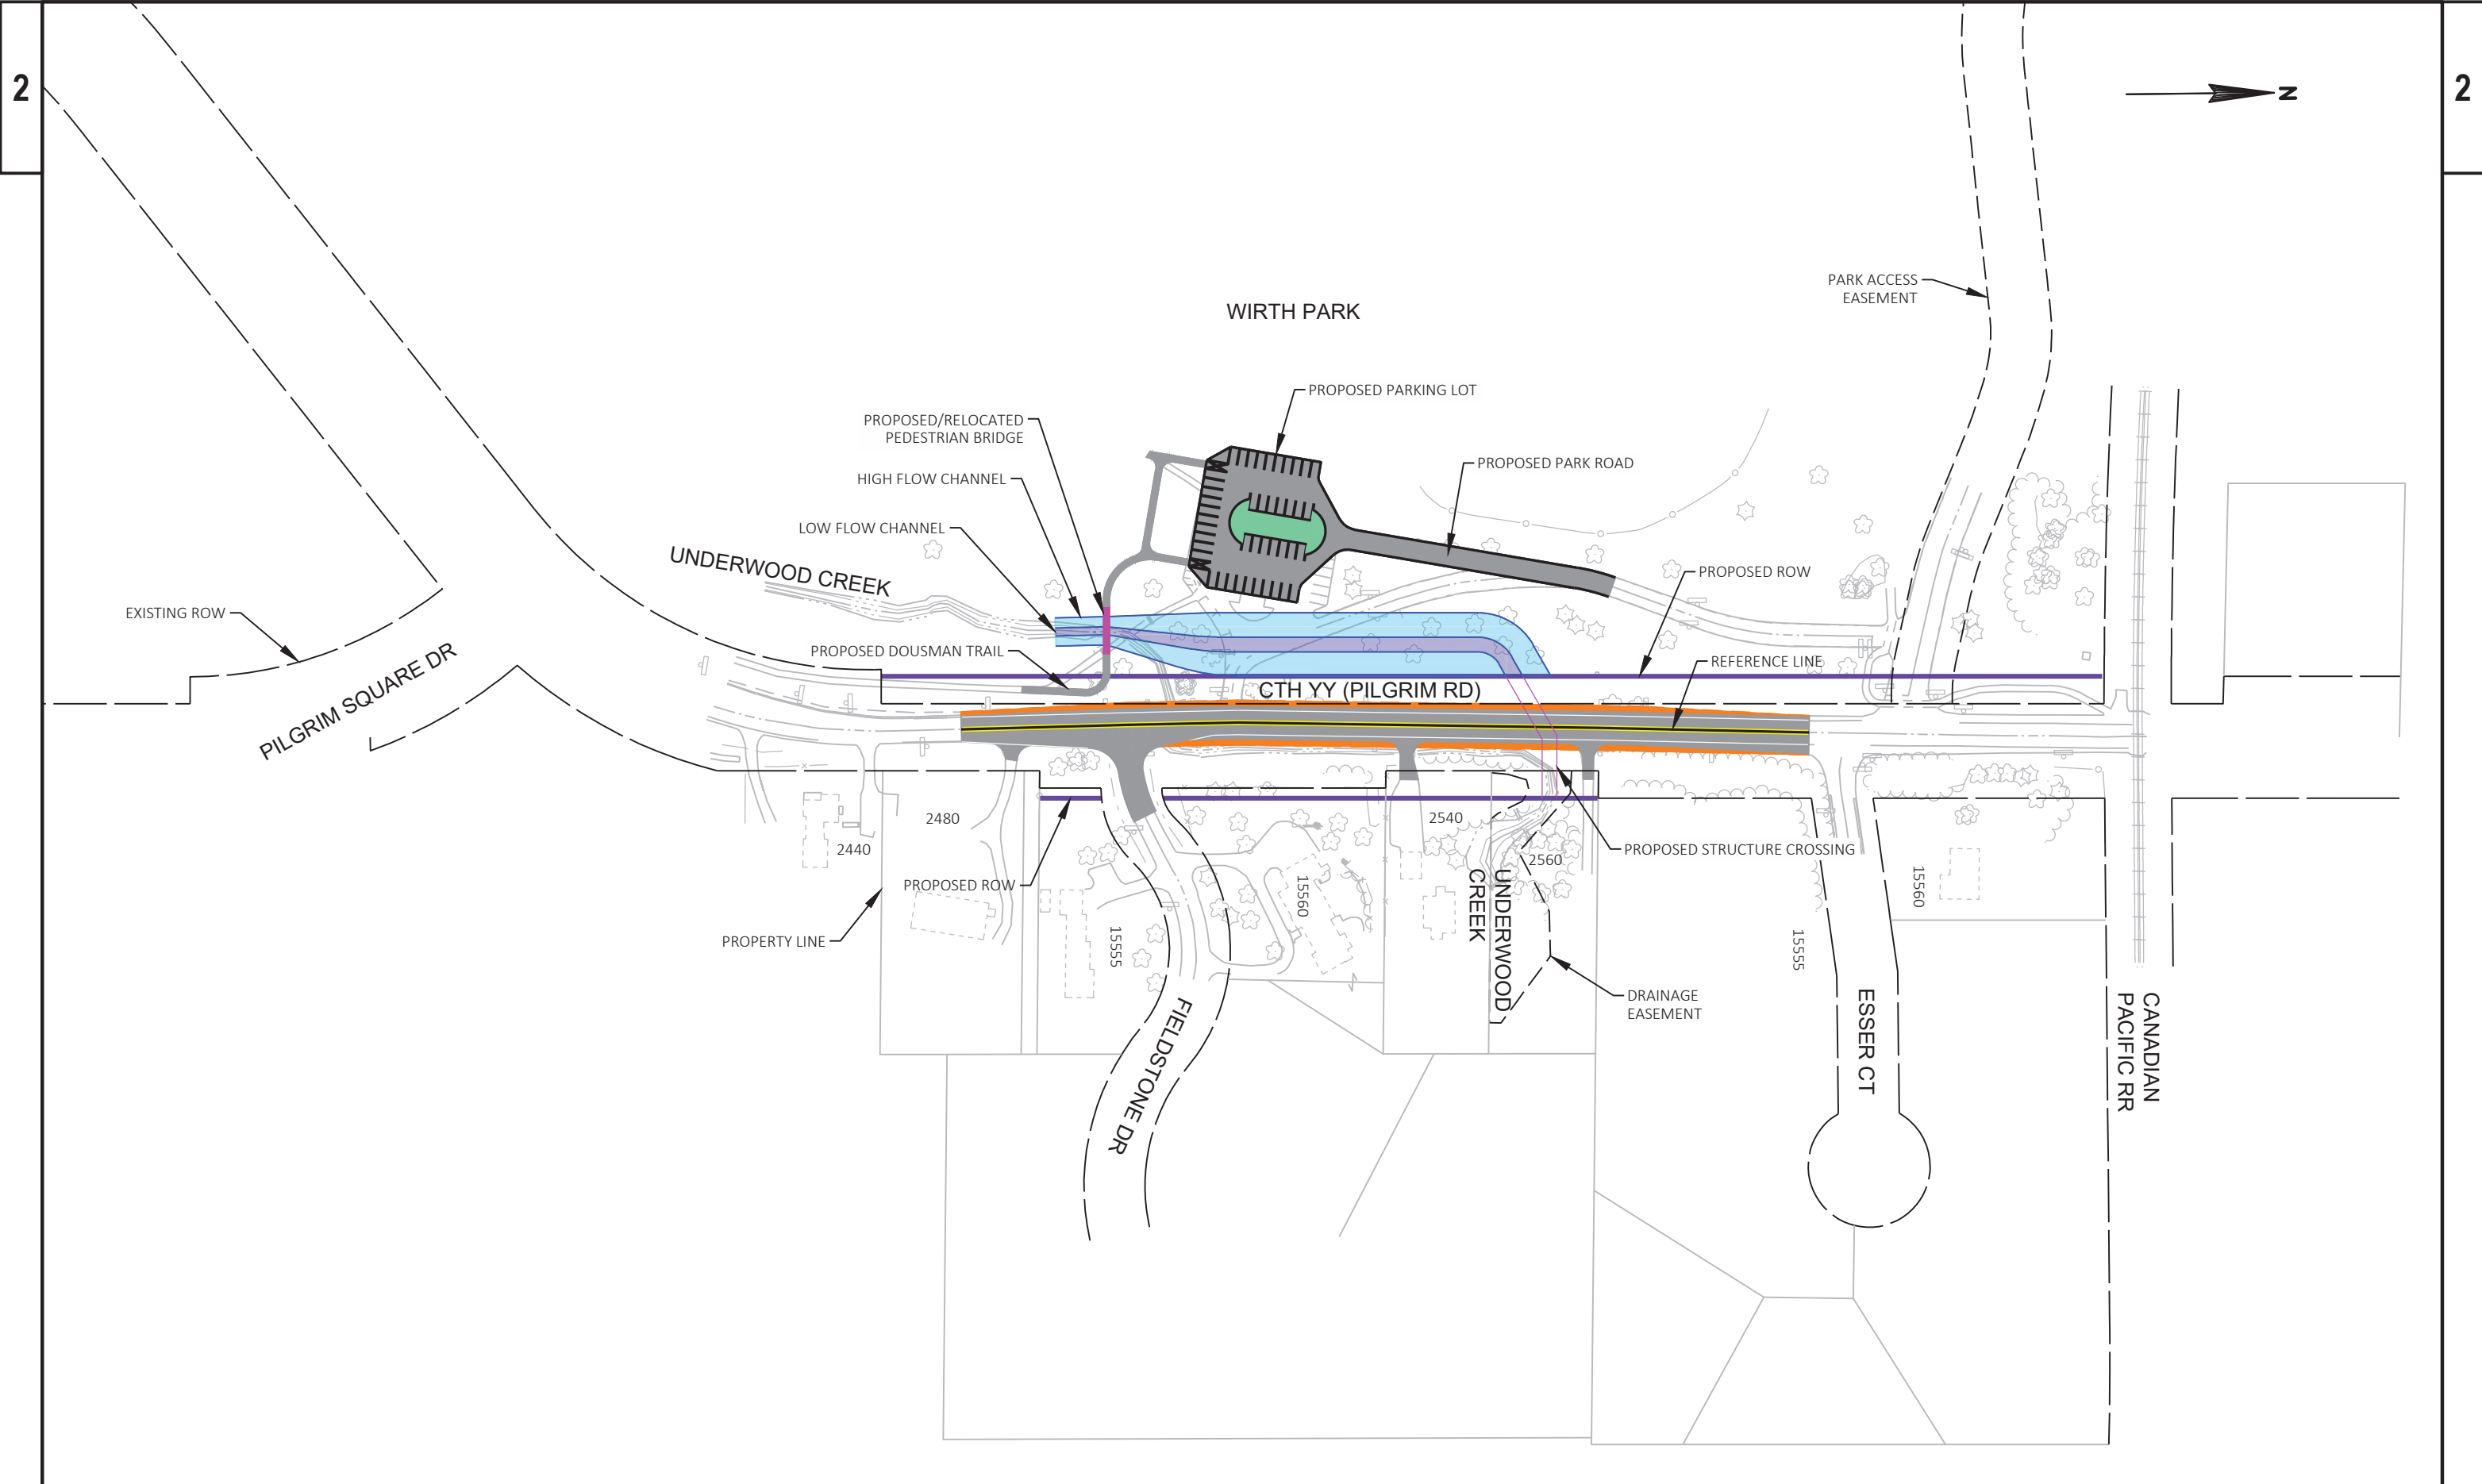 2
2
N
PARK ACCESS
EASEMENT
WIRTH PARK
PROPOSED PARKING LOT
PROPOSED/RELOCATED
PEDESTRIAN BRIDGE
PROPOSED PARK ROAD
HIGH FLOW CHANNEL
LOW FLOW CHANNEL
UNDERWOOD CREEK
PROPOSED ROW
EXISTING ROW
PROPOSED DOUSMAN TRAIL
REFERENCE LINE
PILGRIM SQUARE DR
CTH YY (PILGRIM RD)
2480
2540
2440
PROPOSED STRUCTURE CROSSING
2560
PROPOSED ROW
15560
UNDERWOOD
CREEK
15560
PROPERTY LINE
15555
15555
DRAINAGE
EASEMENT
FIELDSTONE DR
ESSER CT
CANADIAN
PACIFIC RR